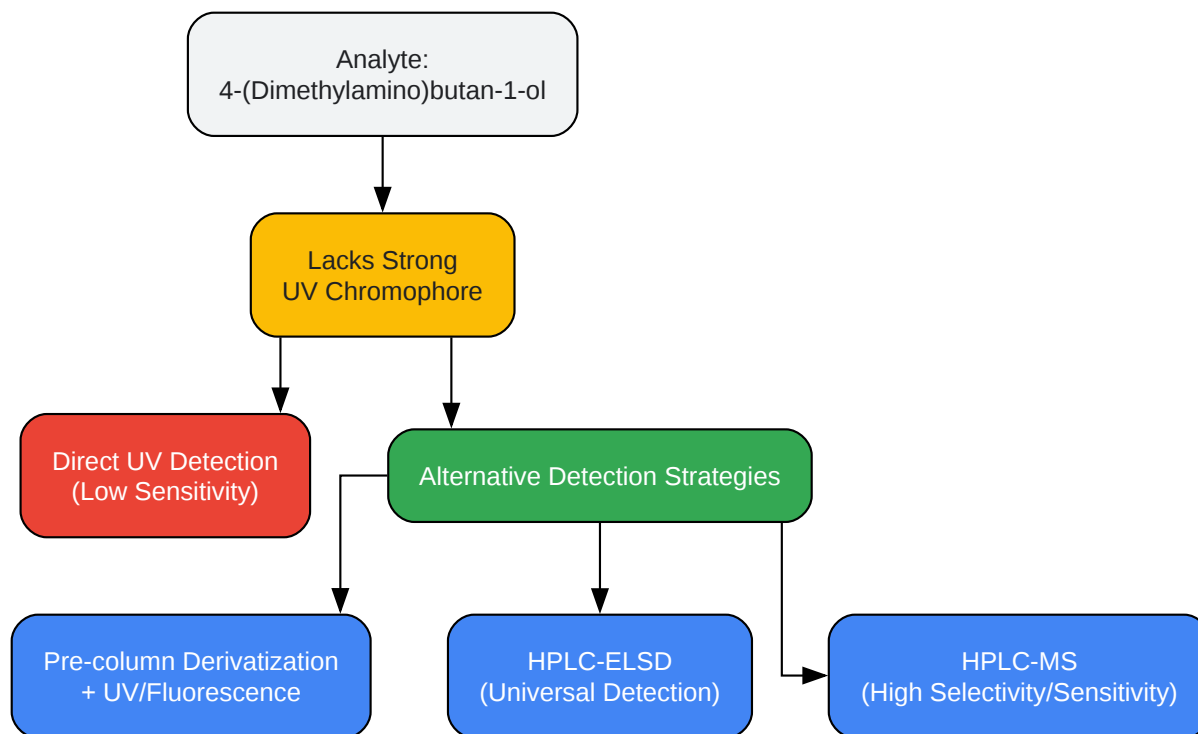 Analyte:
4-(Dimethylamino)butan-1-ol
Lacks Strong
UV Chromophore
Direct UV Detection
(Low Sensitivity)
Alternative Detection Strategies
Pre-column Derivatization
+ UV/Fluorescence
HPLC-ELSD
(Universal Detection)
HPLC-MS
(High Selectivity/Sensitivity)